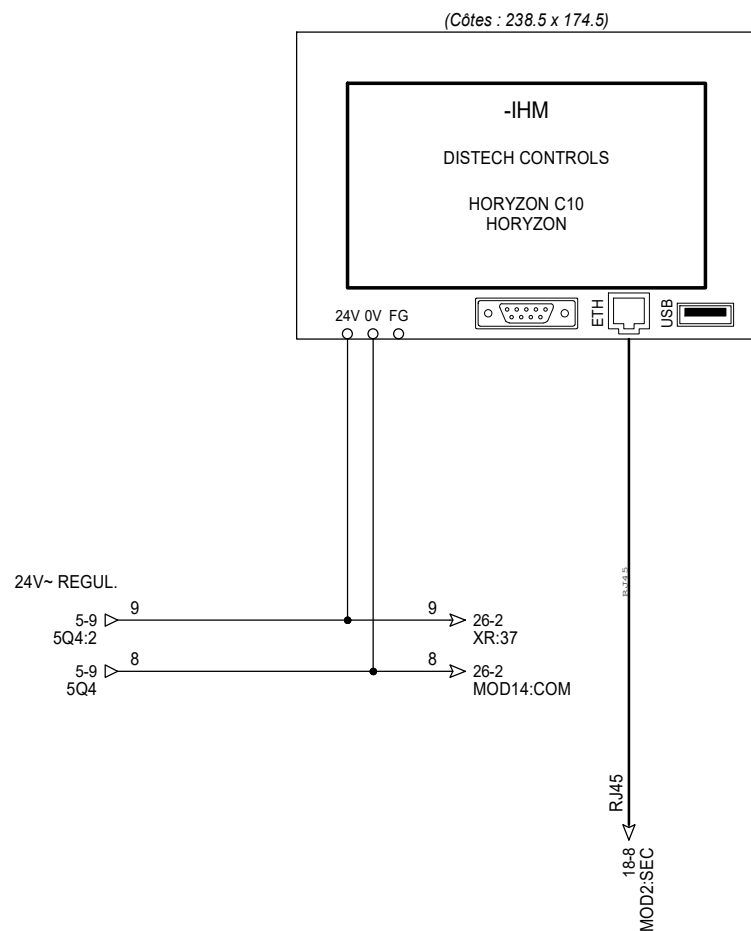 (Côtes : 238.5 x 174.5)
-IHM
DISTECH CONTROLS
HORYZON C10
HORYZON
24V 0V FG
ETH
USB
RJ45
24V~ REGUL.
5-9 9 9 26-2
5Q4:2 XR:37
5-9 8 8 26-2
5Q4 MOD14:COM
RJ45
18-8
MOD2:SEC